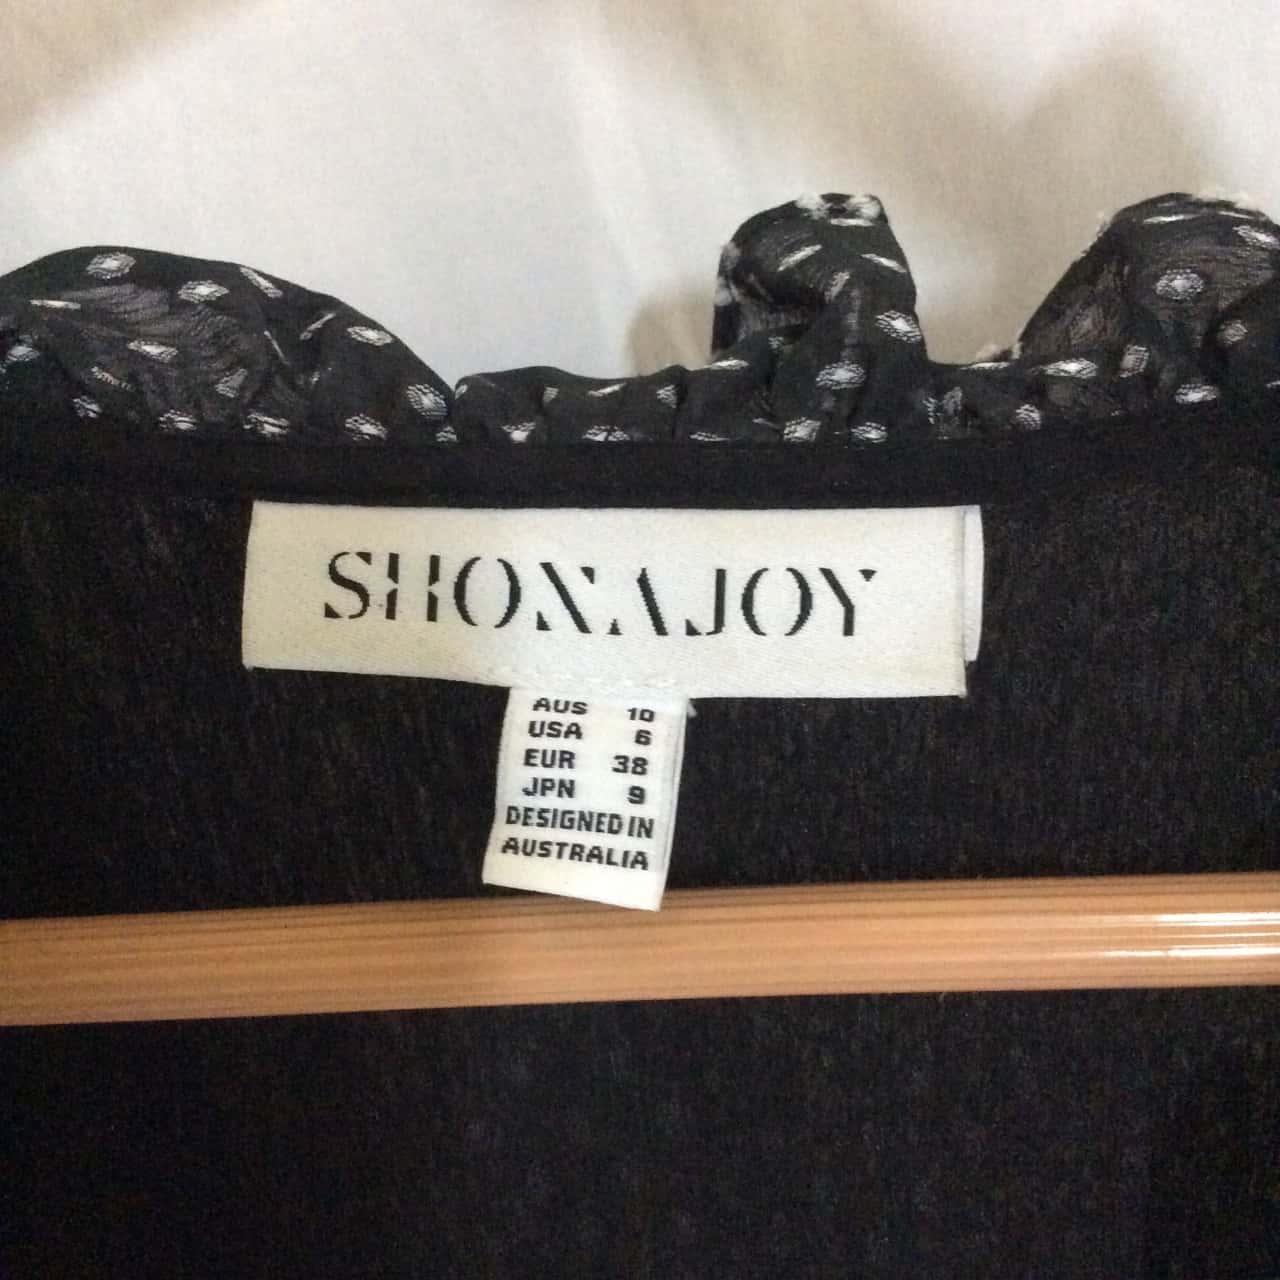 SHONAJOY
AUS 10
USA 6
EUR 38
JPN 9
DESIGNED IN
AUSTRALIA